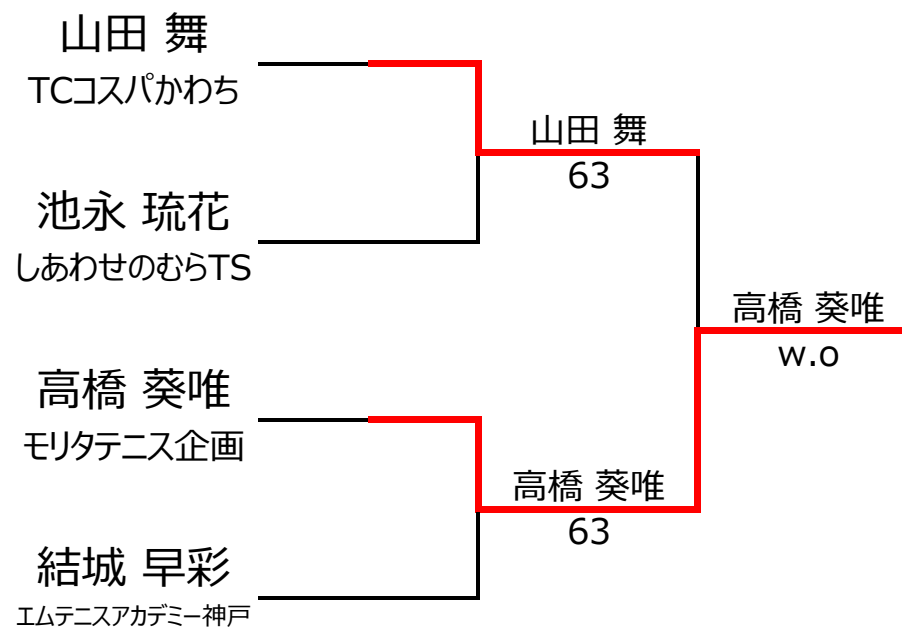 山田 舞
TCコスパかわち
池永 琉花
しあわせのむらTS
高橋 葵唯
モリタテニス企画
結城 早彩
エムテニスアカデミー神戸
山田 舞
63
高橋 葵唯
63
高橋 葵唯
w.o